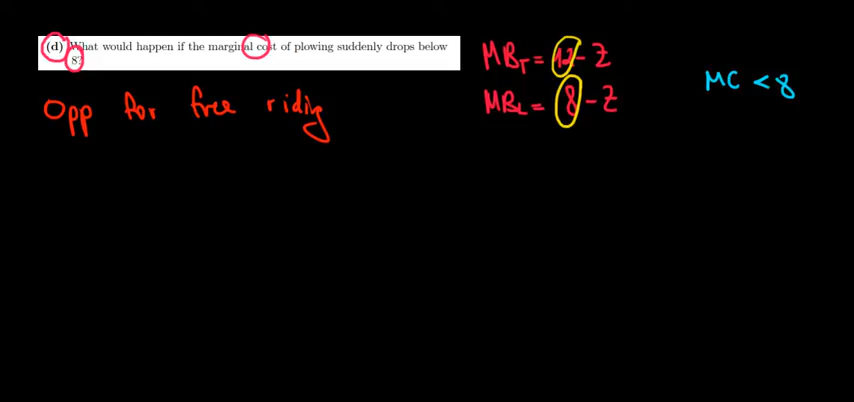 (d) What would happen if the marginal cost of plowing suddenly drops below
8?
Opp for free riding
MB_T = 12 - Z
MB_L = 8 - Z
MC < 8